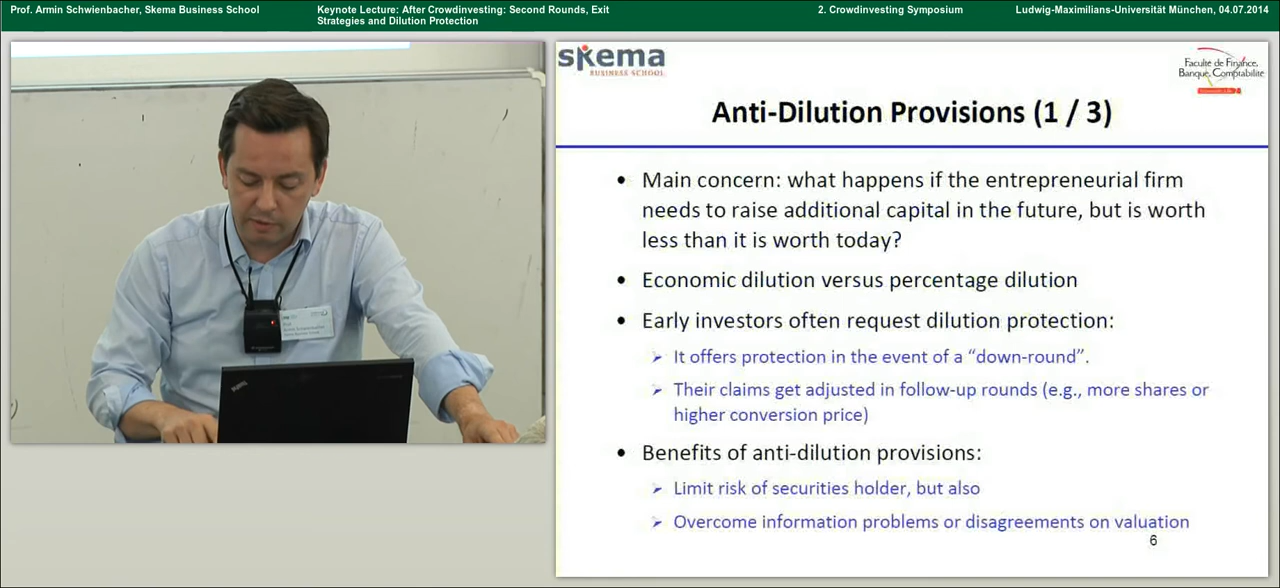 Prof. Armin Schwienbacher, Skema Business School
Keynote Lecture: After Crowdinvesting: Second Rounds, Exit
Strategies and Dilution Protection
2. Crowdinvesting Symposium
Ludwig-Maximilians-Universität München, 04.07.2014
skema
BUSINESS SCHOOL
Faculté de Finance,
Banque, Comptabilité
Anti-Dilution Provisions (1 / 3)
• Main concern: what happens if the entrepreneurial firm
needs to raise additional capital in the future, but is worth
less than it is worth today?
• Economic dilution versus percentage dilution
• Early investors often request dilution protection:
➢ It offers protection in the event of a “down-round”.
➢ Their claims get adjusted in follow-up rounds (e.g., more shares or
higher conversion price)
• Benefits of anti-dilution provisions:
➢ Limit risk of securities holder, but also
➢ Overcome information problems or disagreements on valuation
6